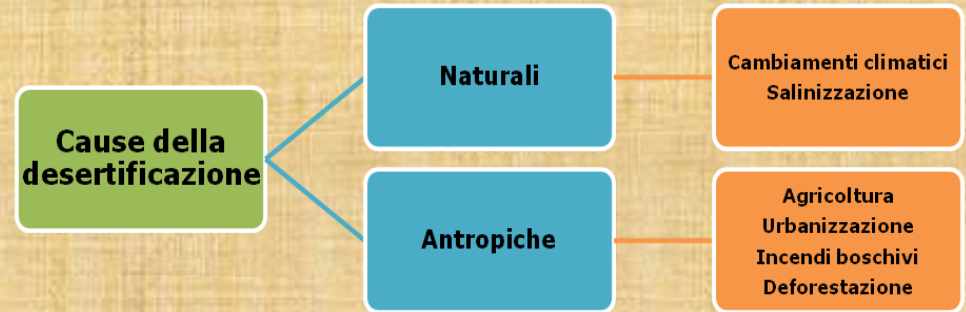 Cause della
desertificazione
Naturali
Cambiamenti climatici
Salinizzazione
Antropiche
Agricoltura
Urbanizzazione
Incendi boschivi
Deforestazione